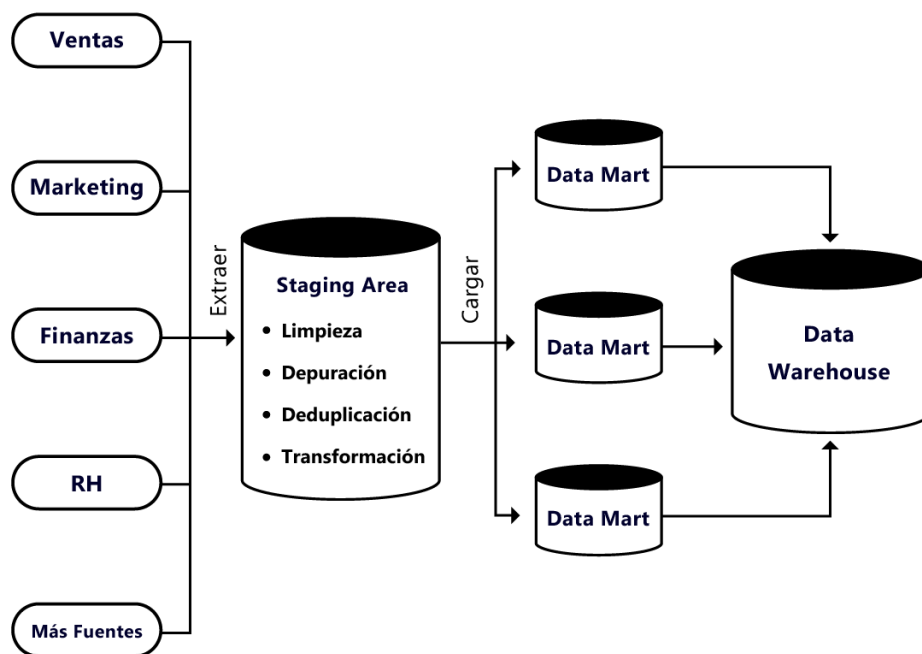 Ventas
Marketing
Finanzas
RH
Más Fuentes
Extraer
Staging Area
• Limpieza
• Depuración
• Deduplicación
• Transformación
Cargar
Data Mart
Data Mart
Data Mart
Data
Warehouse